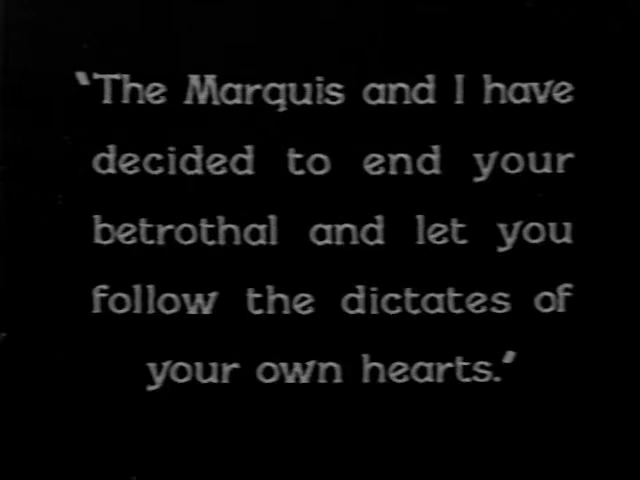 "The Marquis and I have
decided to end your
betrothal and let you
follow the dictates of
your own hearts."